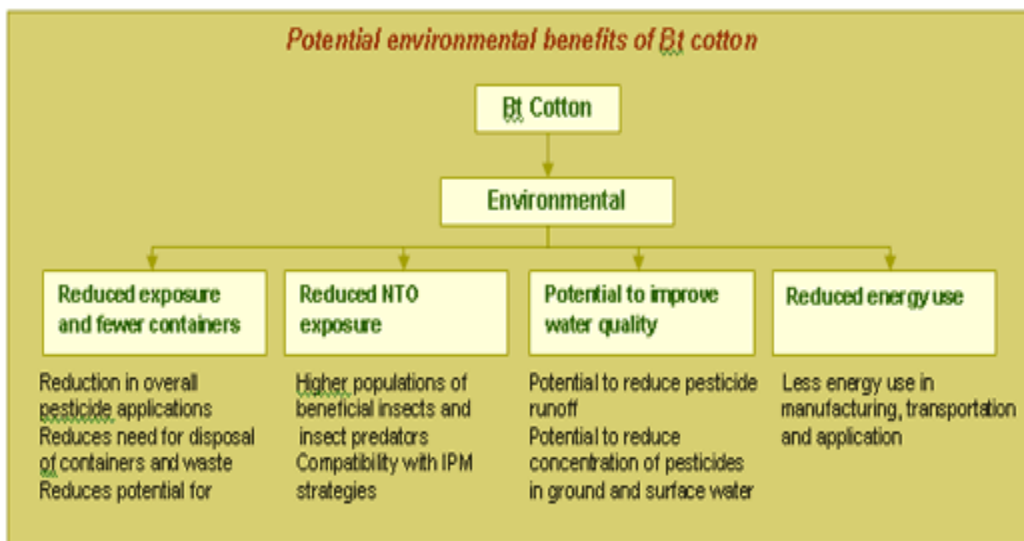 Potential environmental benefits of Bt cotton
Bt Cotton
Environmental
Reduced exposure
and fewer containers
Reduction in overall
pesticide applications
Reduces need for disposal
of containers and waste
Reduces potential for
Reduced NTO
exposure
Higher populations of
beneficial insects and
insect predators
Compatibility with IPM
strategies
Potential to improve
water quality
Potential to reduce pesticide
runoff
Potential to reduce
concentration of pesticides
in ground and surface water
Reduced energy use
Less energy use in
manufacturing, transportation
and application